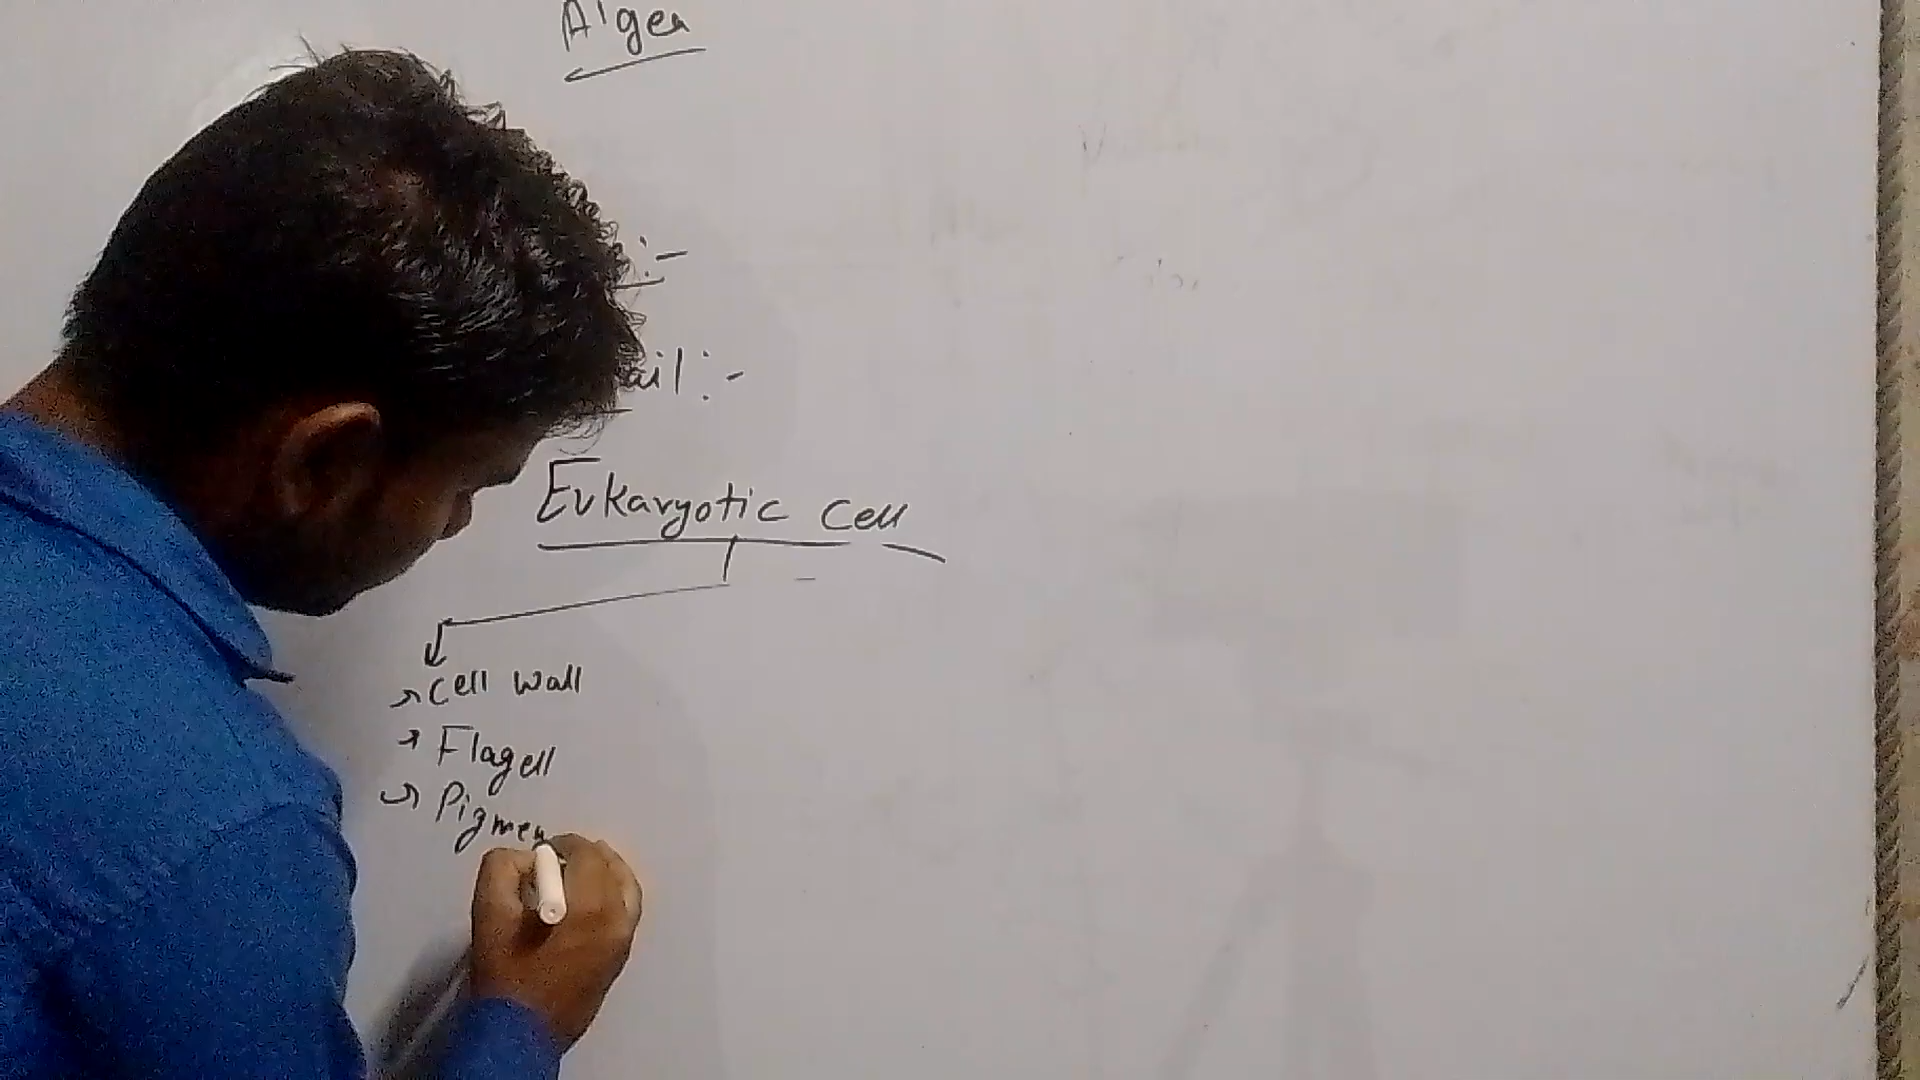 Algea
:-
ail :-
Eukaryotic Cell
Cell wall
Flagell
Pigmen